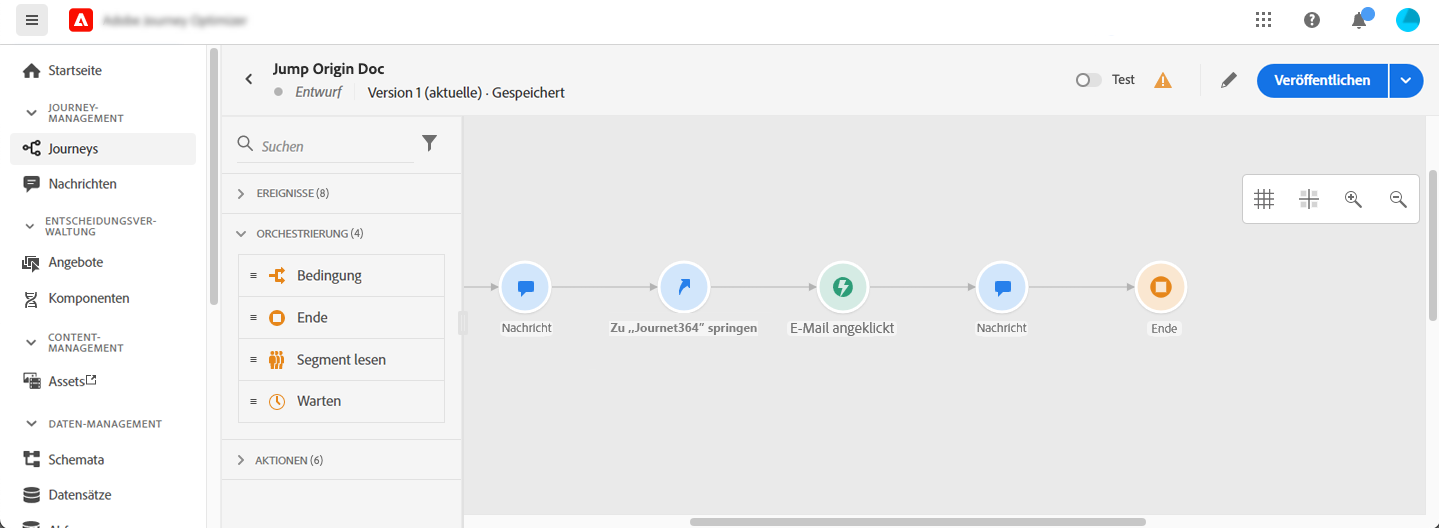 Jump Origin Doc
Entwurf
Version 1 (aktuelle) · Gespeichert
Test
Veröffentlichen
Startseite
JOURNEY-
MANAGEMENT
Journeys
Nachrichten
ENTSCHEIDUNGSVER-
WALTUNG
Angebote
Komponenten
CONTENT-
MANAGEMENT
Assets
DATEN-MANAGEMENT
Schemata
Datensätze
Suchen
EREIGNISSE (8)
ORCHESTRIERUNG (4)
Bedingung
Ende
Segment lesen
Warten
AKTIONEN (6)
Nachricht
Zu „Journet364“ springen
E-Mail angeklickt
Nachricht
Ende